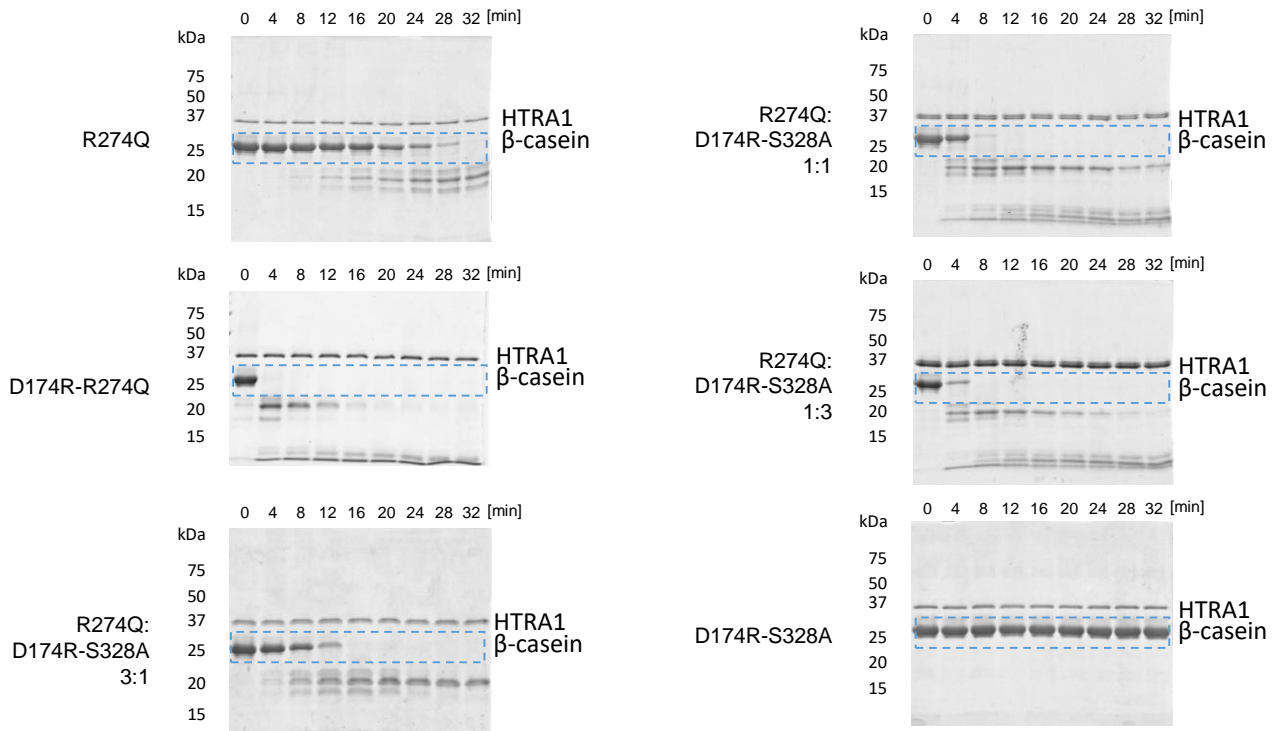 0 4 8 12 16 20 24 28 32 [min]
kDa
75
50
37
25
20
15
R274Q
HTRA1
β-casein
0 4 8 12 16 20 24 28 32 [min]
kDa
75
50
37
25
20
15
R274Q:
D174R-S328A
1:1
HTRA1
β-casein
0 4 8 12 16 20 24 28 32 [min]
kDa
75
50
37
25
20
15
D174R-R274Q
HTRA1
β-casein
0 4 8 12 16 20 24 28 32 [min]
kDa
75
50
37
25
20
15
R274Q:
D174R-S328A
1:3
HTRA1
β-casein
0 4 8 12 16 20 24 28 32 [min]
kDa
75
50
37
25
20
15
R274Q:
D174R-S328A
3:1
HTRA1
β-casein
0 4 8 12 16 20 24 28 32 [min]
kDa
75
50
37
25
20
15
D174R-S328A
HTRA1
β-casein